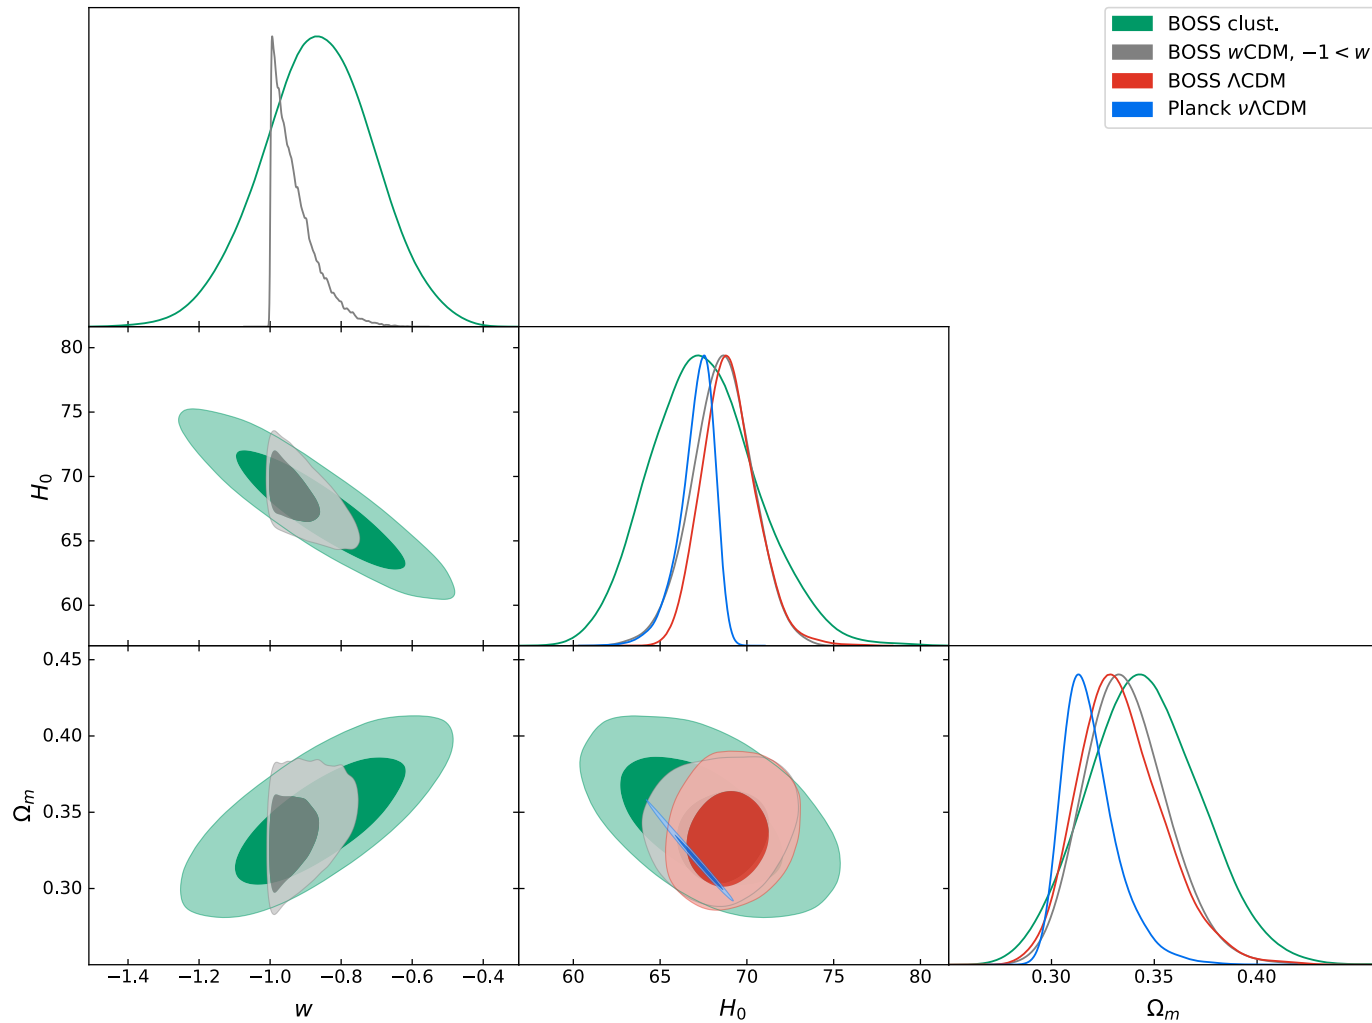 BOSS clust.
BOSS wCDM, −1 < w
BOSS ΛCDM
Planck νΛCDM
80
75
70
65
60
H₀
0.45
0.40
0.35
0.30
Ωₘ
−1.4 −1.0 −0.8 −0.6 −0.4
60 65 70 75 80
0.30 0.35 0.40
w
H₀
Ωₘ